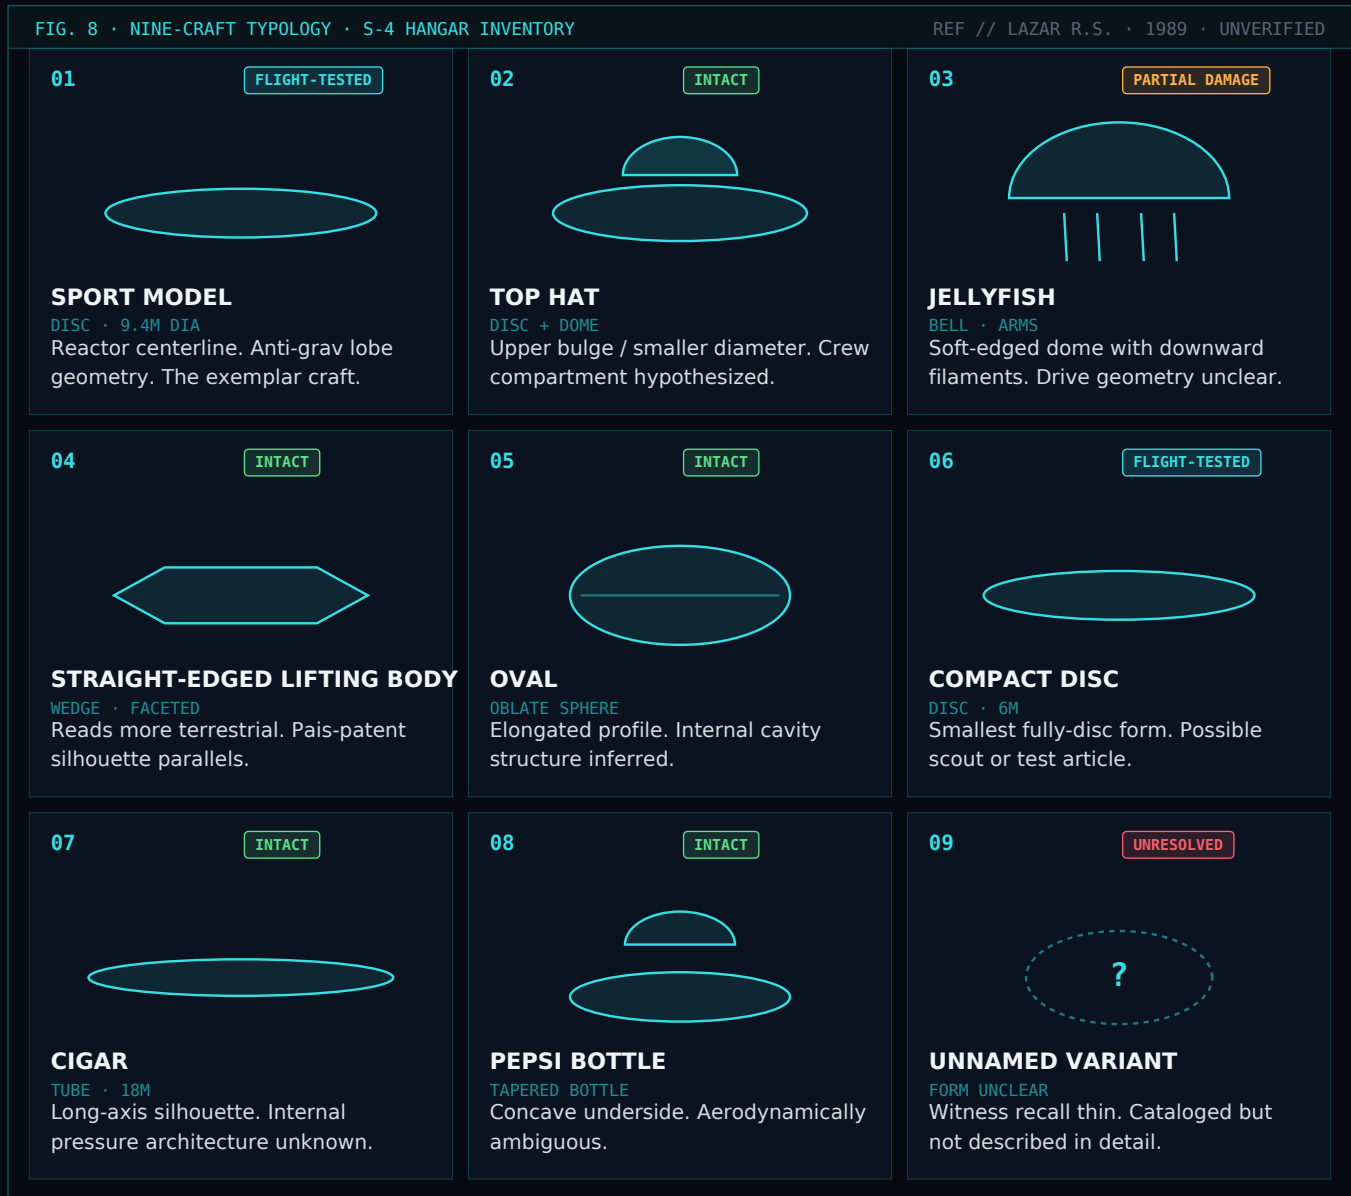 FIG. 8 · NINE-CRAFT TYPOLOGY · S-4 HANGAR INVENTORY
REF // LAZAR R.S. · 1989 · UNVERIFIED
01
FLIGHT-TESTED
SPORT MODEL
DISC · 9.4M DIA
Reactor centerline. Anti-grav lobe
geometry. The exemplar craft.
02
INTACT
TOP HAT
DISC + DOME
Upper bulge / smaller diameter. Crew
compartment hypothesized.
03
PARTIAL DAMAGE
JELLYFISH
BELL · ARMS
Soft-edged dome with downward
filaments. Drive geometry unclear.
04
INTACT
STRAIGHT-EDGED LIFTING BODY
WEDGE · FACETED
Reads more terrestrial. Pais-patent
silhouette parallels.
05
INTACT
OVAL
OBLATE SPHERE
Elongated profile. Internal cavity
structure inferred.
06
FLIGHT-TESTED
COMPACT DISC
DISC · 6M
Smallest fully-disc form. Possible
scout or test article.
07
INTACT
CIGAR
TUBE · 18M
Long-axis silhouette. Internal
pressure architecture unknown.
08
INTACT
PEPSI BOTTLE
TAPERED BOTTLE
Concave underside. Aerodynamically
ambiguous.
09
UNRESOLVED
?
UNNAMED VARIANT
FORM UNCLEAR
Witness recall thin. Cataloged but
not described in detail.